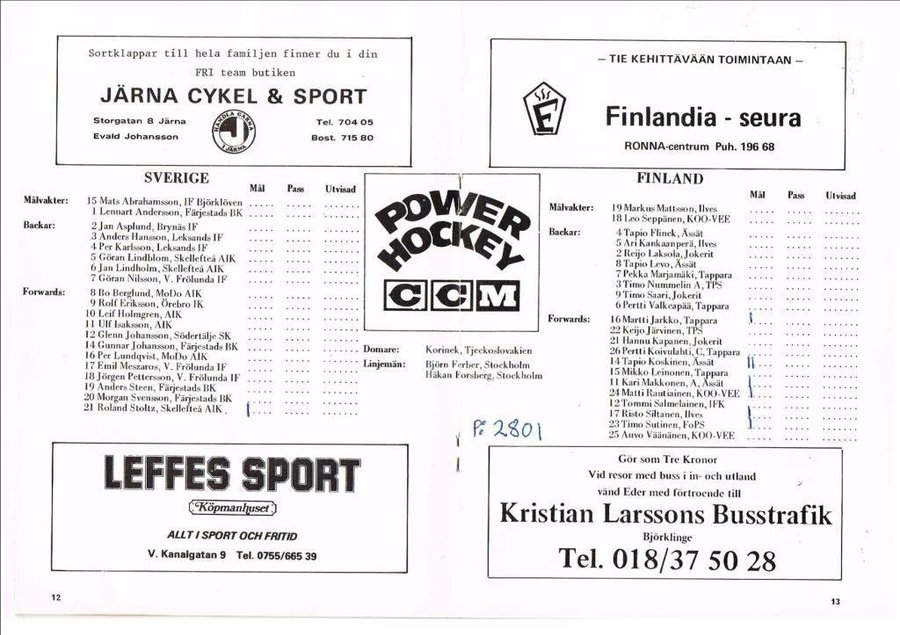 Sortklappar till hela familjen finner du i din
FRI team butiken
JÄRNA CYKEL & SPORT
Storgatan 8 Järna
Tel. 704 05
Evald Johansson
Bost. 715 80
HANDLA GÄRNA
I JÄRNA
SVERIGE
Mål Pass Utvisad
Målvakter:
15 Mats Abrahamsson, IF Björklöven
1 Lennart Andersson, Färjestads BK
Backar:
2 Jan Asplund, Brynäs IF
3 Anders Hansson, Leksands IF
4 Per Karlsson, Leksands IF
5 Göran Lindblom, Skellefteå AIK
6 Jan Lindholm, Skellefteå AIK
7 Göran Nilsson, V. Frölunda IF
Forwards:
8 Bo Berglund, MoDo AIK
9 Rolf Eriksson, Örebro IK
10 Leif Holmgren, AIK
11 Ulf Isaksson, AIK
12 Glenn Johansson, Södertälje SK
14 Gunnar Johansson, Färjestads BK
16 Per Lundqvist, MoDo AIK
17 Emil Meszaros, V. Frölunda IF
18 Jörgen Pettersson, V. Frölunda IF
19 Anders Steen, Färjestads BK
20 Morgan Svensson, Färjestads BK
21 Roland Stoltz, Skellefteå AIK
LEFFES SPORT
Köpmanhuset
ALLT I SPORT OCH FRITID
V. Kanalgatan 9 Tel. 0755/665 39
12
POWER
HOCKEY
CCM
Domare: Korinek, Tjeckoslovakien
Linjemän: Björn Ferber, Stockholm
Håkan Forsberg, Stockholm
P: 2801
– TIE KEHITTÄVÄÄN TOIMINTAAN –
Finlandia - seura
RONNA-centrum Puh. 196 68
FINLAND
Mål Pass Utvisad
Målvakter:
19 Markus Mattsson, Ilves
18 Leo Seppänen, KOO-VEE
Backar:
4 Tapio Flinck, Ässät
5 Ari Kankaanperä, Ilves
2 Reijo Laksola, Jokerit
8 Tapio Levo, Ässät
7 Pekka Marjamäki, Tappara
3 Timo Nummelin A, TPS
9 Timo Saari, Jokerit
6 Pertti Valkeapää, Tappara
Forwards:
16 Martti Jarkko, Tappara
22 Keijo Järvinen, TPS
21 Hannu Kapanen, Jokerit
26 Pertti Koivulahti, C, Tappara
14 Tapio Koskinen, Ässät
15 Mikko Leinonen, Tappara
11 Kari Makkonen, A, Ässät
24 Matti Rautiainen, KOO-VEE
12 Tommi Salmelainen, IFK
17 Risto Siltanen, Ilves
23 Timo Sutinen, FoPS
25 Auvo Väänänen, KOO-VEE
Gör som Tre Kronor
Vid resor med buss i in- och utland
vänd Eder med förtroende till
Kristian Larssons Busstrafik
Björklinge
Tel. 018/37 50 28
13